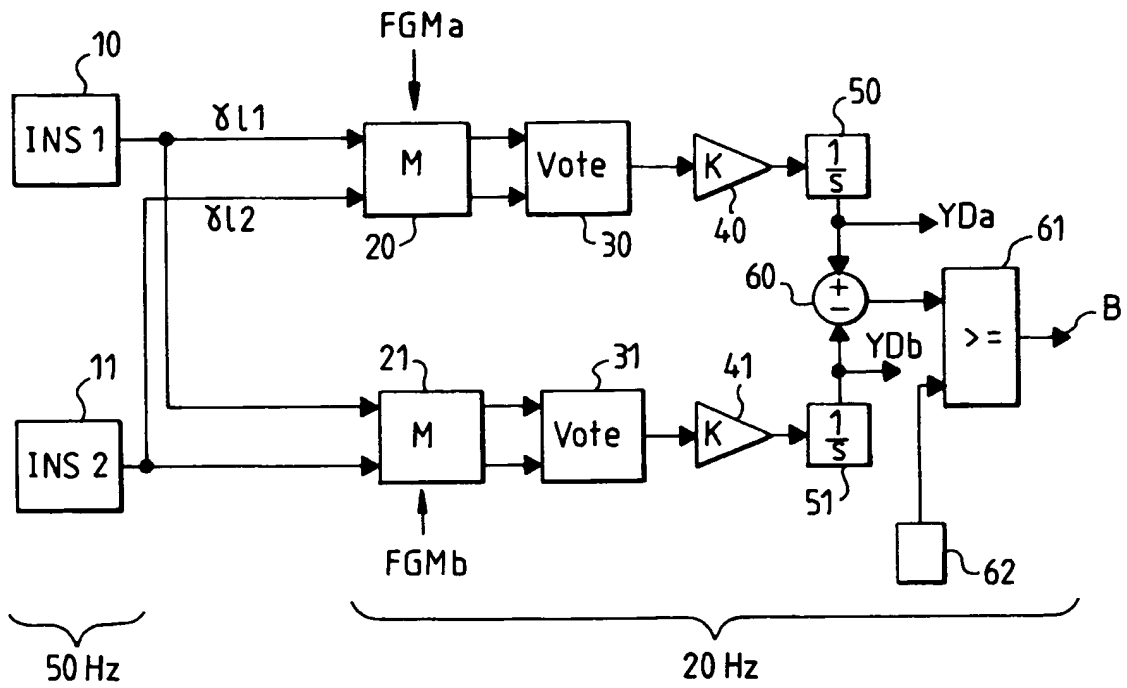 FGMa
10
INS 1
γl1
γl2
M
20
Vote
30
K
40
50
1/s
YDa
60
+
−
61
>=
B
YDb
11
INS 2
21
M
FGMb
31
Vote
41
K
1/s
51
62
50 Hz
20 Hz